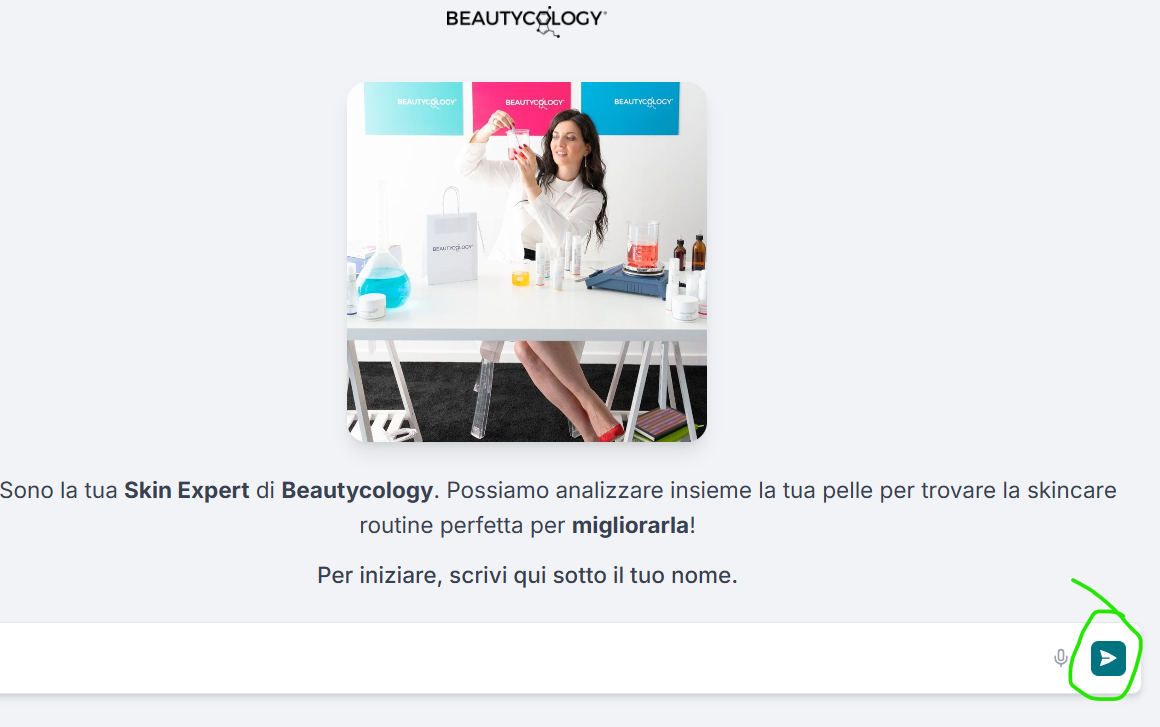 BEAUTYCOLOGY
BEAUTYCOLOGY
BEAUTYCOLOGY
BEAUTYCOLOGY
BEAUTYCOLOGY
Sono la tua Skin Expert di Beautycology. Possiamo analizzare insieme la tua pelle per trovare la skincare
routine perfetta per migliorarla!
Per iniziare, scrivi qui sotto il tuo nome.